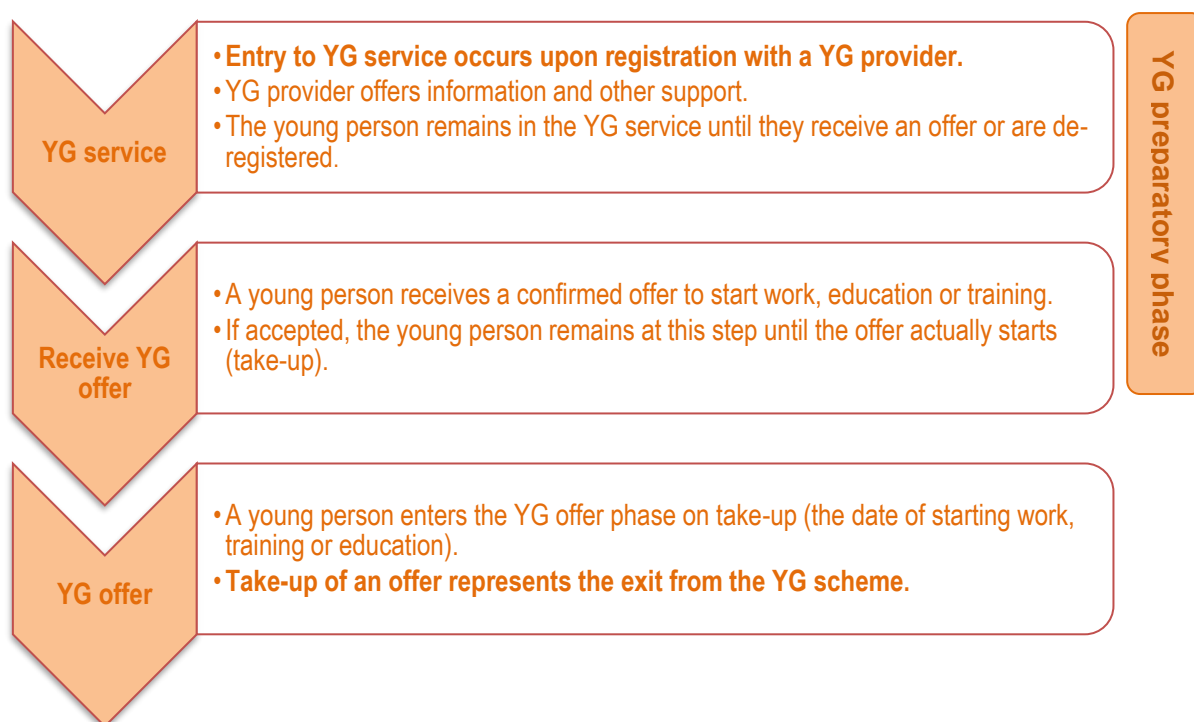 YG service
• Entry to YG service occurs upon registration with a YG provider.
• YG provider offers information and other support.
• The young person remains in the YG service until they receive an offer or are de-
registered.
YG preparatory phase
Receive YG
offer
• A young person receives a confirmed offer to start work, education or training.
• If accepted, the young person remains at this step until the offer actually starts
(take-up).
YG offer
• A young person enters the YG offer phase on take-up (the date of starting work,
training or education).
• Take-up of an offer represents the exit from the YG scheme.